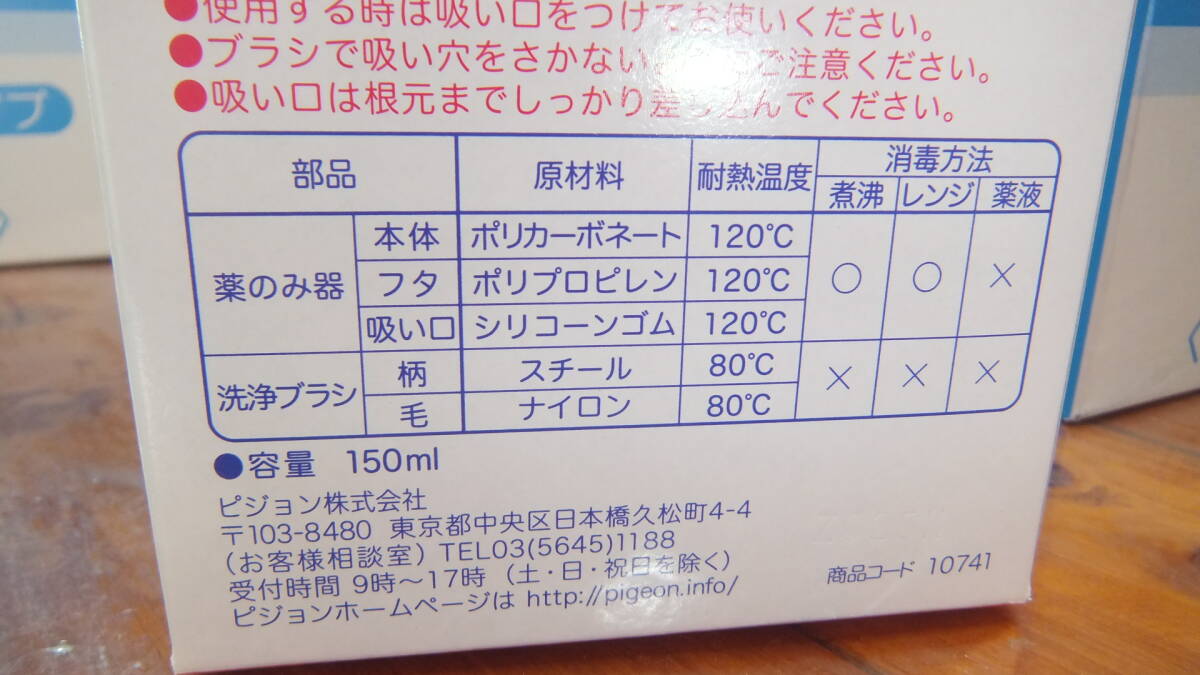 ●使用する時は吸い口をつけてお使いください。
●ブラシで吸い穴をさかない ご注意ください。
●吸い口は根元までしっかり差し込んでください。
部品 原材料 耐熱温度 消毒方法
煮沸 レンジ 薬液
薬のみ器 本体 ポリカーボネート 120℃ ○ ○ ×
フタ ポリプロピレン 120℃
吸い口 シリコーンゴム 120℃
洗浄ブラシ 柄 スチール 80℃ × × ×
毛 ナイロン 80℃
●容量 150ml
ピジョン株式会社
〒103-8480 東京都中央区日本橋久松町4-4
(お客様相談室) TEL03(5645)1188
受付時間 9時〜17時 (土・日・祝日を除く)
ピジョンホームページは http://pigeon.info/
商品コード 10741